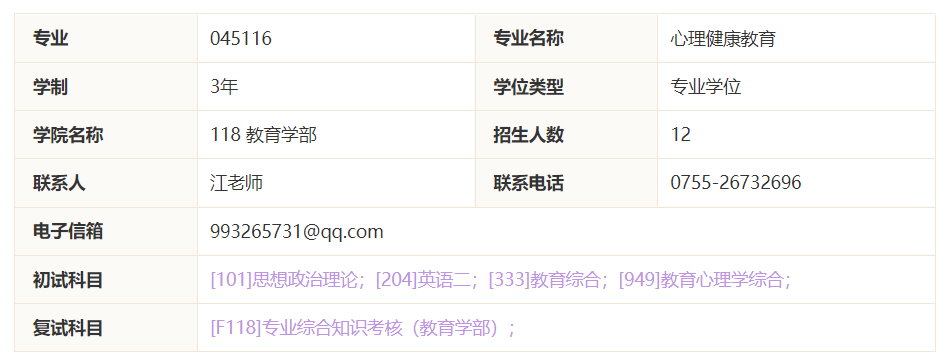 专业 045116 专业名称 心理健康教育
学制 3年 学位类型 专业学位
学院名称 118 教育学部 招生人数 12
联系人 江老师 联系电话 0755-26732696
电子信箱 993265731@qq.com
初试科目 [101]思想政治理论；[204]英语二；[333]教育综合；[949]教育心理学综合；
复试科目 [F118]专业综合知识考核（教育学部）；